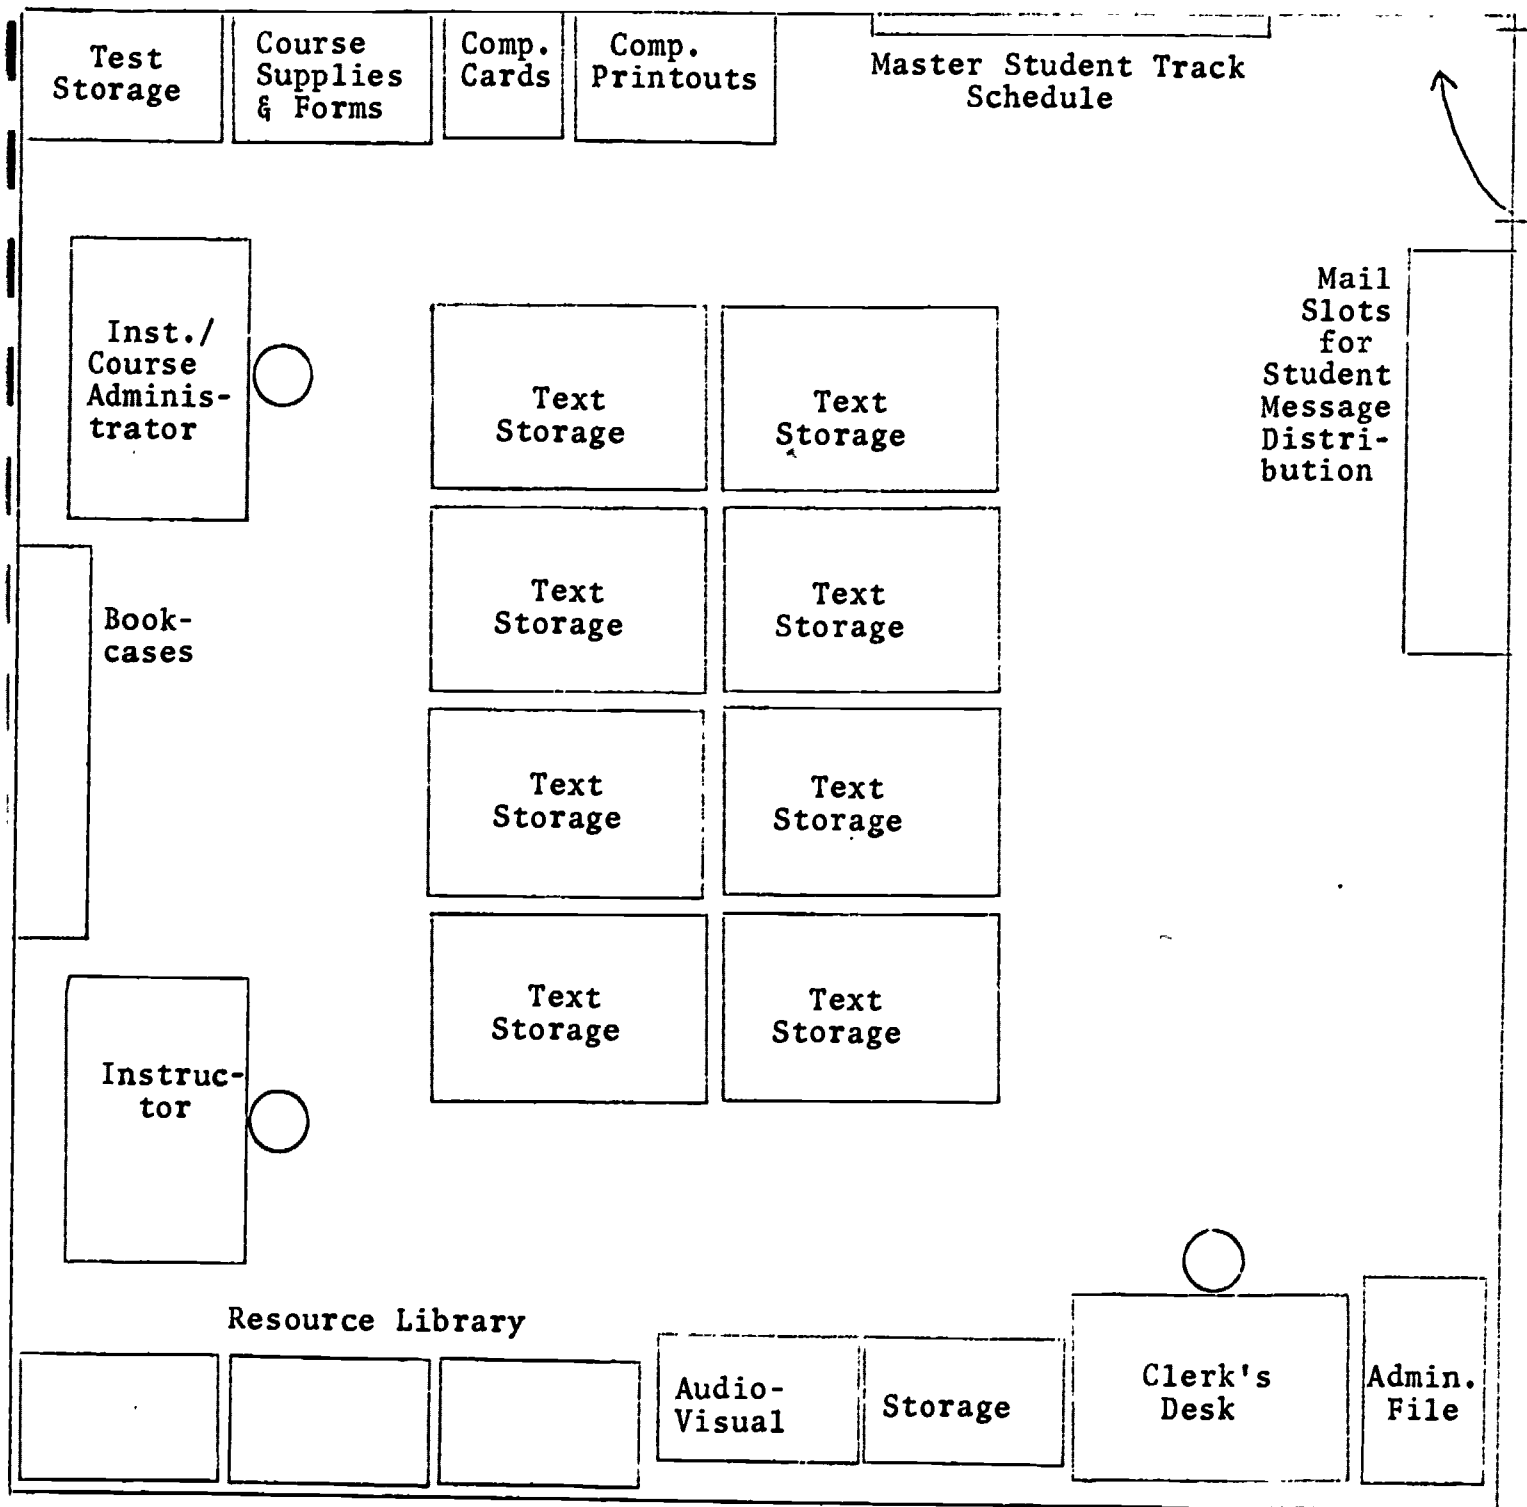 Test
Storage
Course
Supplies
& Forms
Comp.
Cards
Comp.
Printouts
Master Student Track
Schedule
Inst./
Course
Adminis-
trator
Text
Storage
Text
Storage
Mail
Slots
for
Student
Message
Distri-
bution
Text
Storage
Text
Storage
Book-
cases
Text
Storage
Text
Storage
Text
Storage
Text
Storage
Instruc-
tor
Resource Library
Audio-
Visual
Storage
Clerk's
Desk
Admin.
File